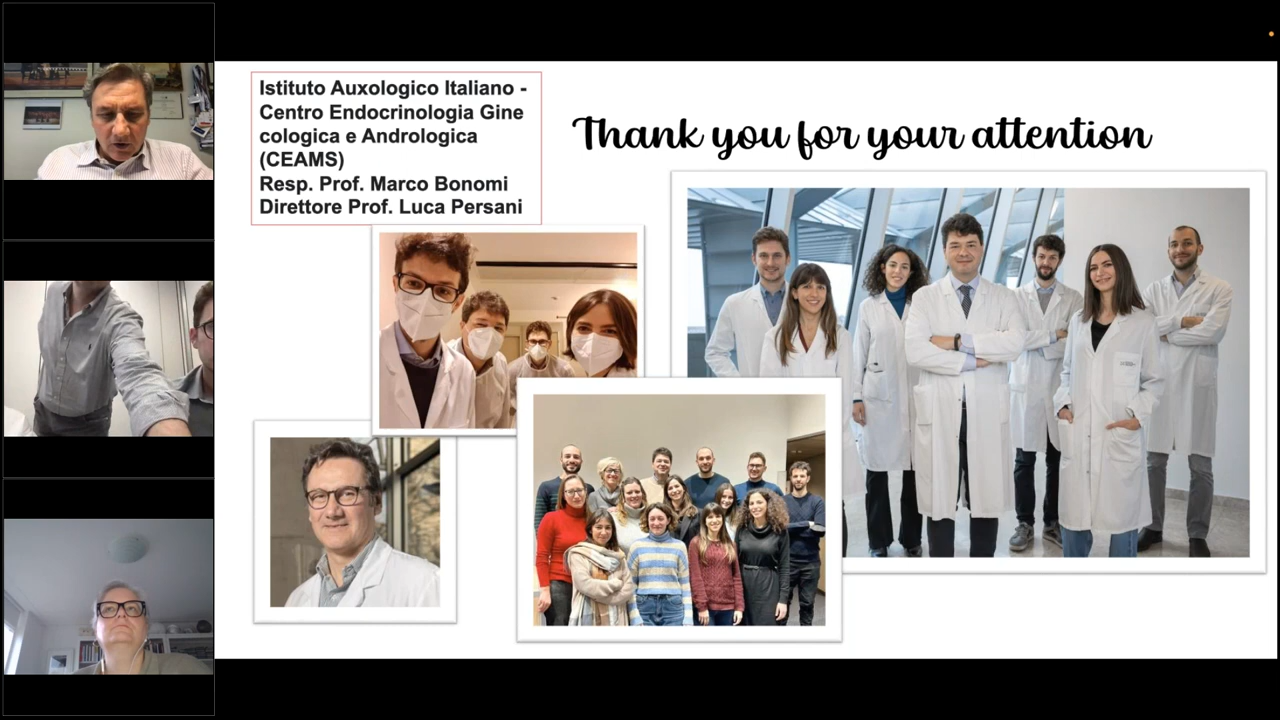 Istituto Auxologico Italiano -
Centro Endocrinologia Gine
cologica e Andrologica
(CEAMS)
Resp. Prof. Marco Bonomi
Direttore Prof. Luca Persani
Thank you for your attention